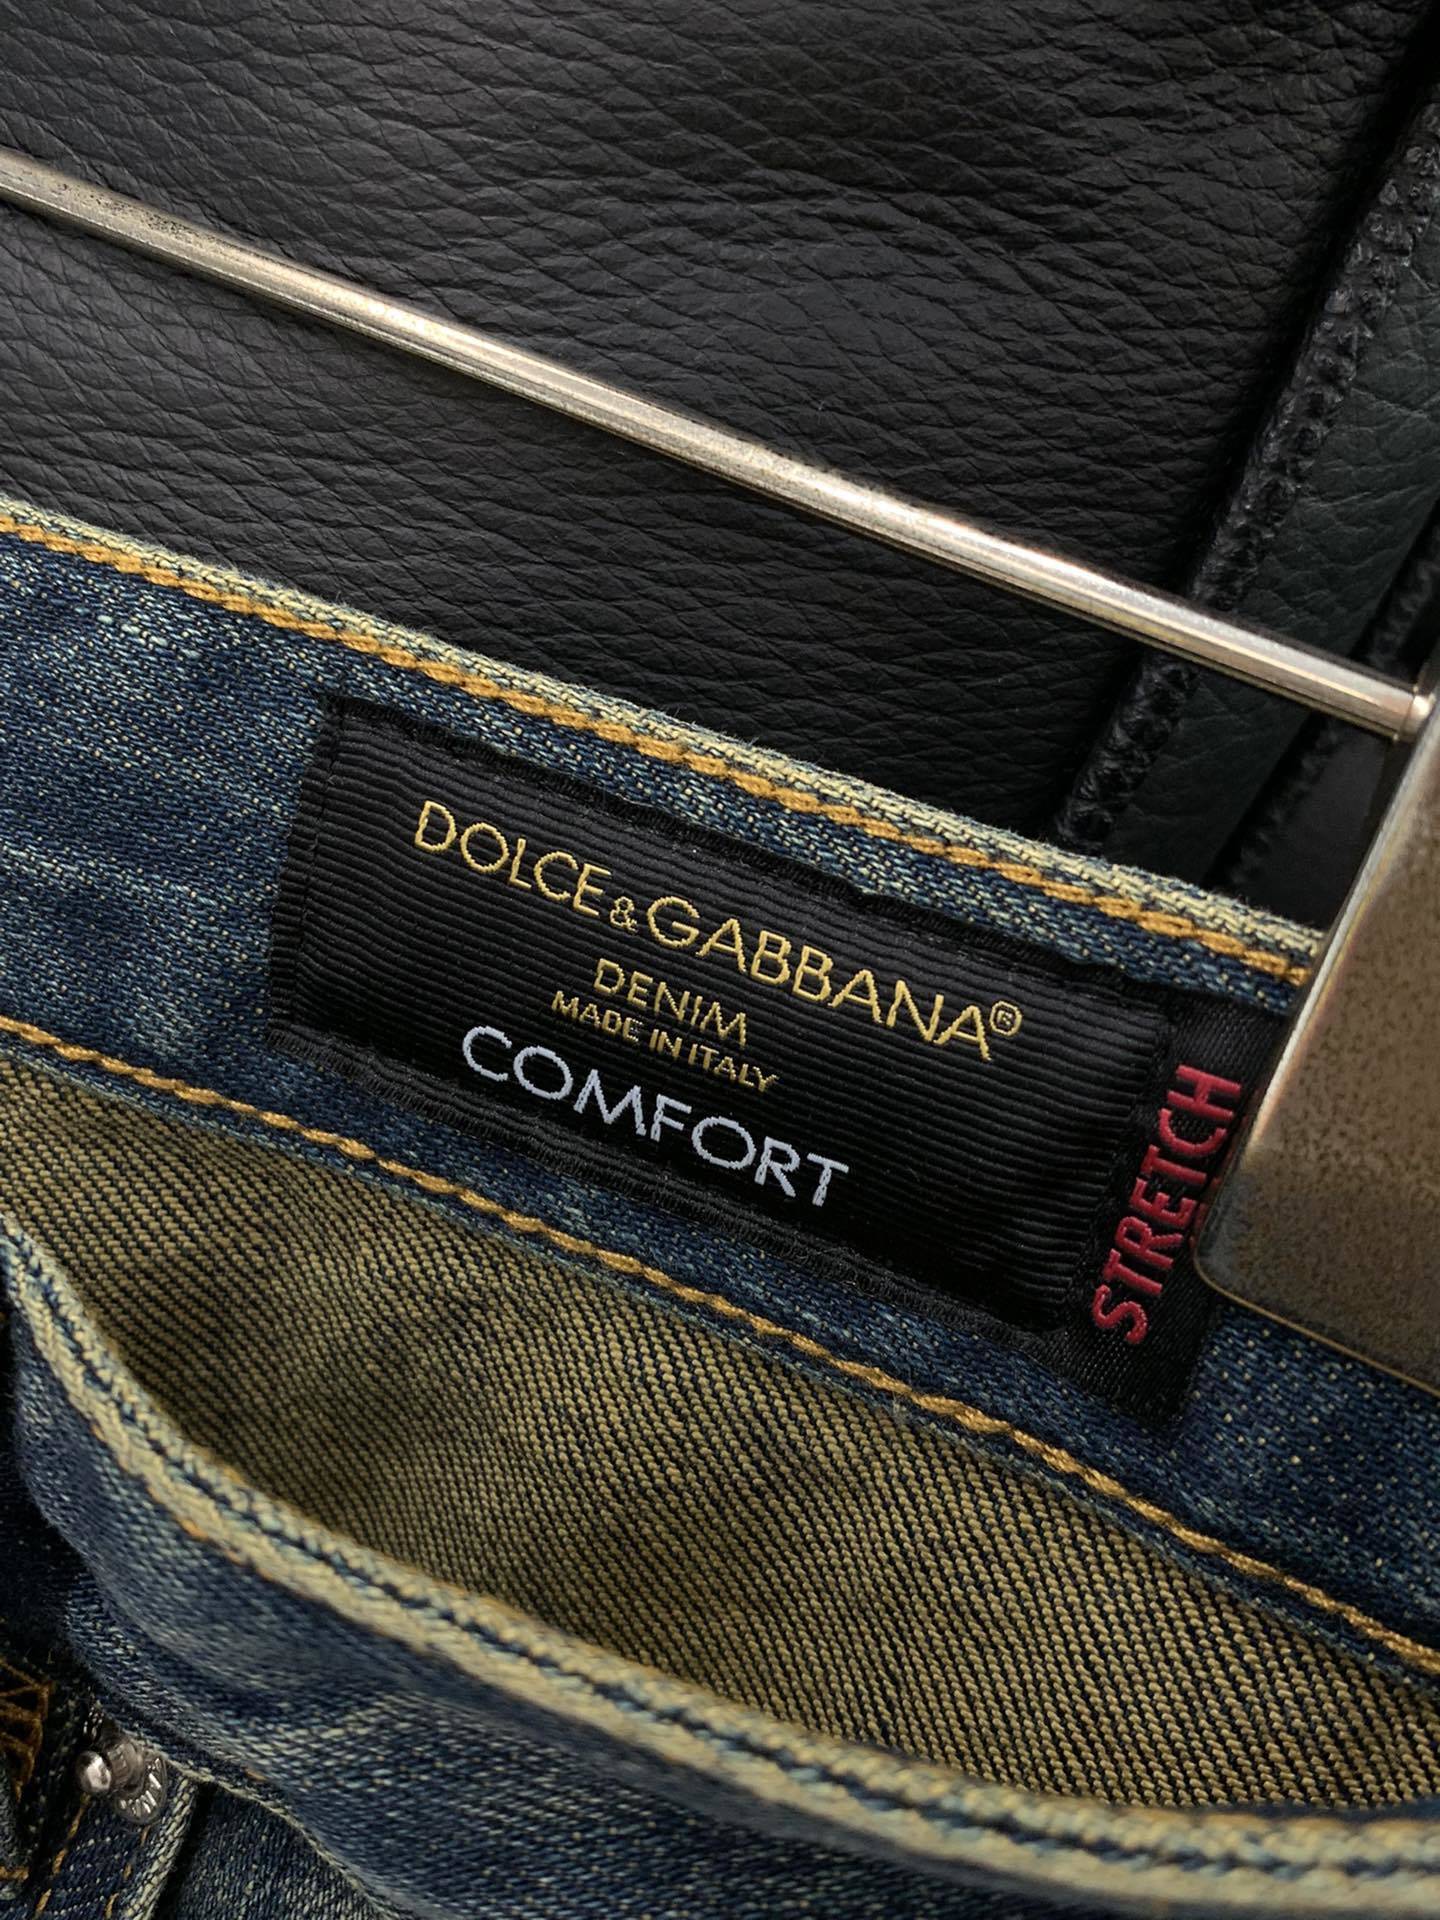 DOLCE&GABBANA®
DENIM
MADE IN ITALY
COMFORT
STRETCH